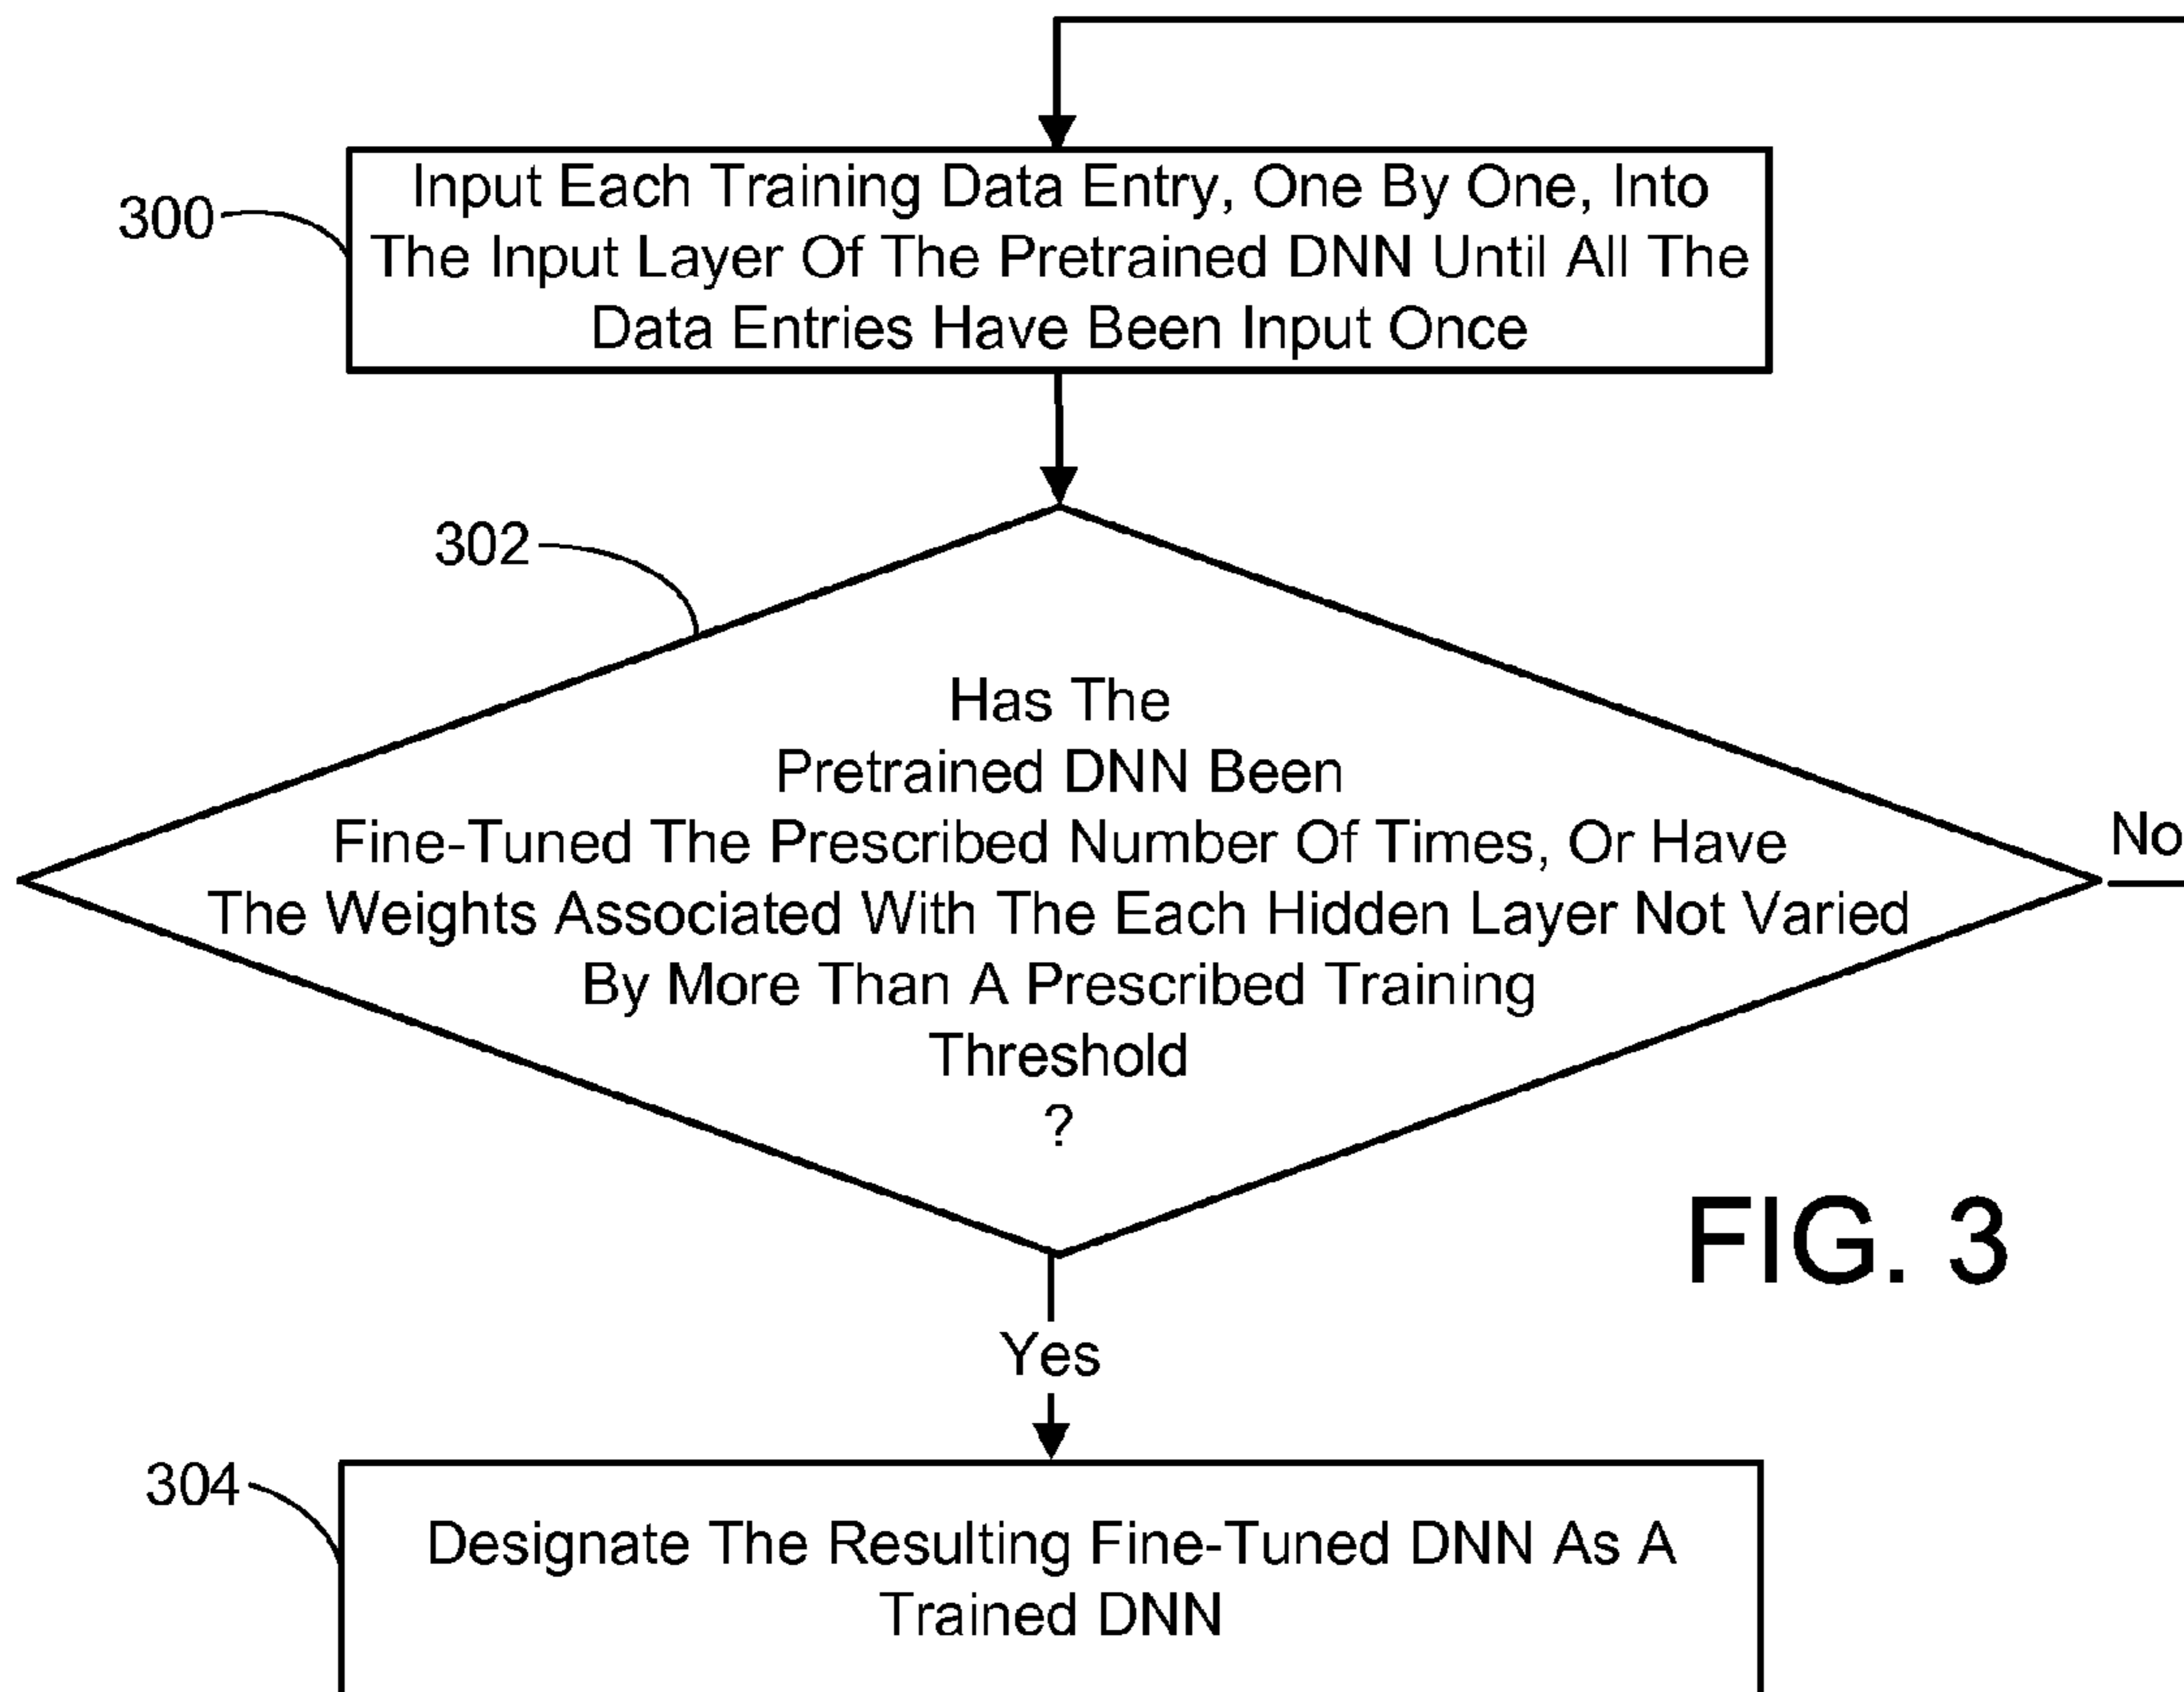 300
Input Each Training Data Entry, One By One, Into
The Input Layer Of The Pretrained DNN Until All The
Data Entries Have Been Input Once
302
Has The
Pretrained DNN Been
Fine-Tuned The Prescribed Number Of Times, Or Have
The Weights Associated With The Each Hidden Layer Not Varied
By More Than A Prescribed Training
Threshold
?
No
FIG. 3
Yes
304
Designate The Resulting Fine-Tuned DNN As A
Trained DNN